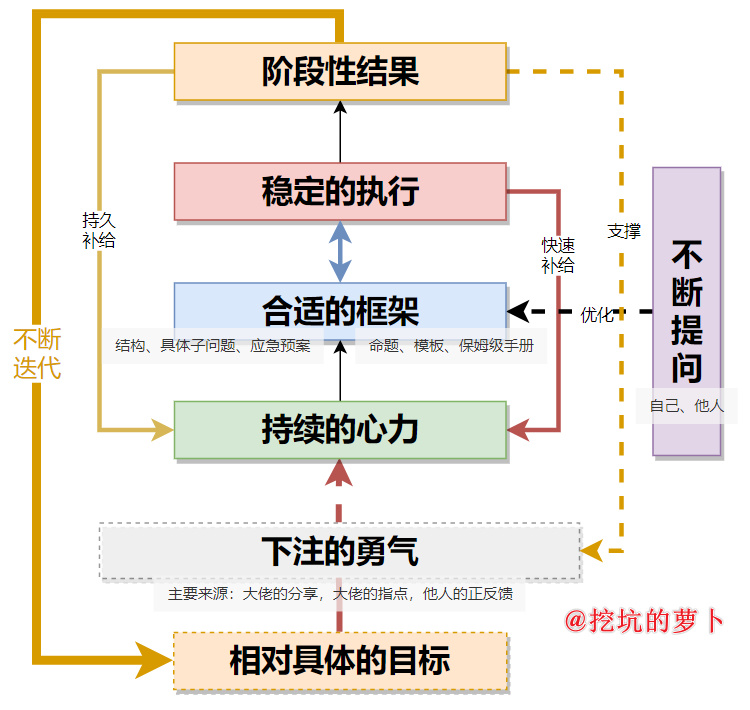 阶段性结果
稳定的执行
持久
补给
快速
补给
支撑
不
断
提
问
合适的框架
优化
结构、具体子问题、应急预案
命题、模板、保姆级手册
不断
迭代
自己、他人
持续的心力
下注的勇气
主要来源：大佬的分享，大佬的指点，他人的正反馈
@挖坑的萝卜
相对具体的目标